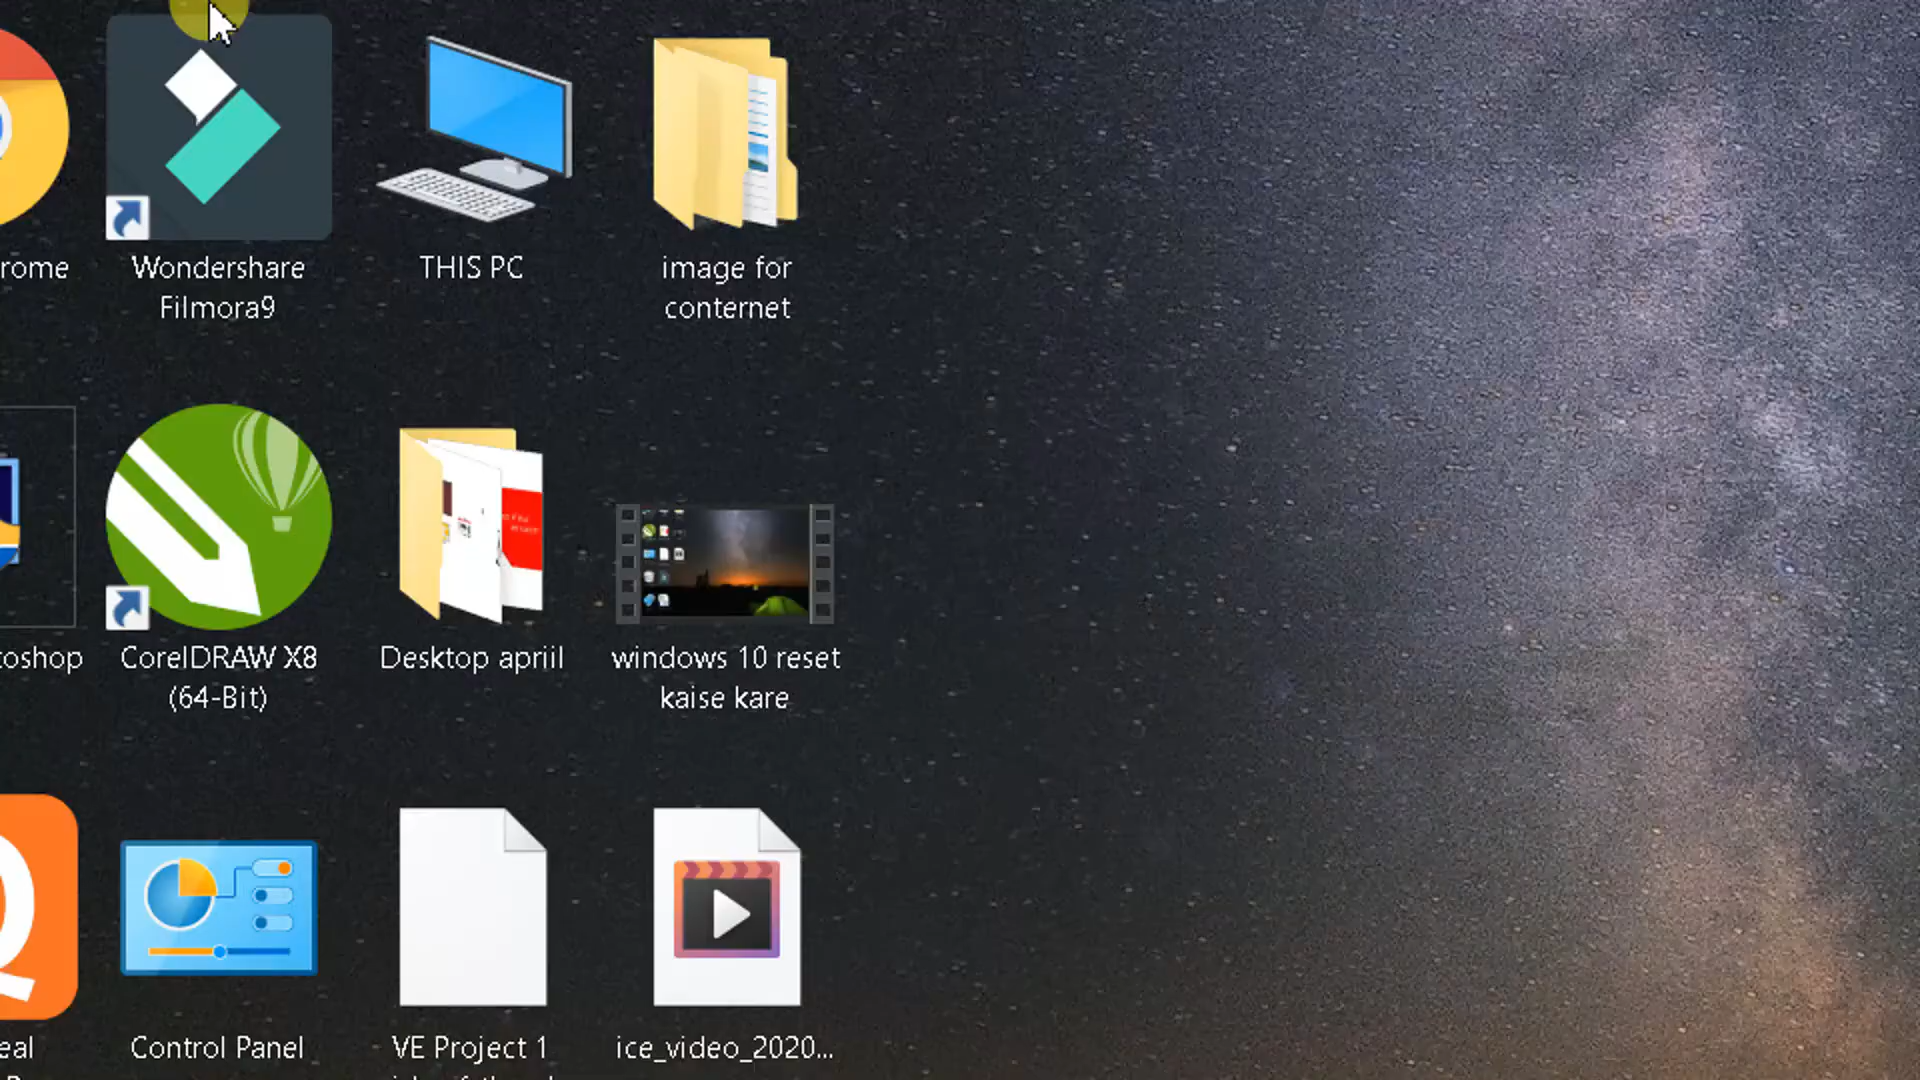 rome
Wondershare
Filmora9
THIS PC
image for
conternet
toshop
CorelDRAW X8
(64-Bit)
Desktop apriil
windows 10 reset
kaise kare
eal
Control Panel
VE Project 1
ice_video_2020...